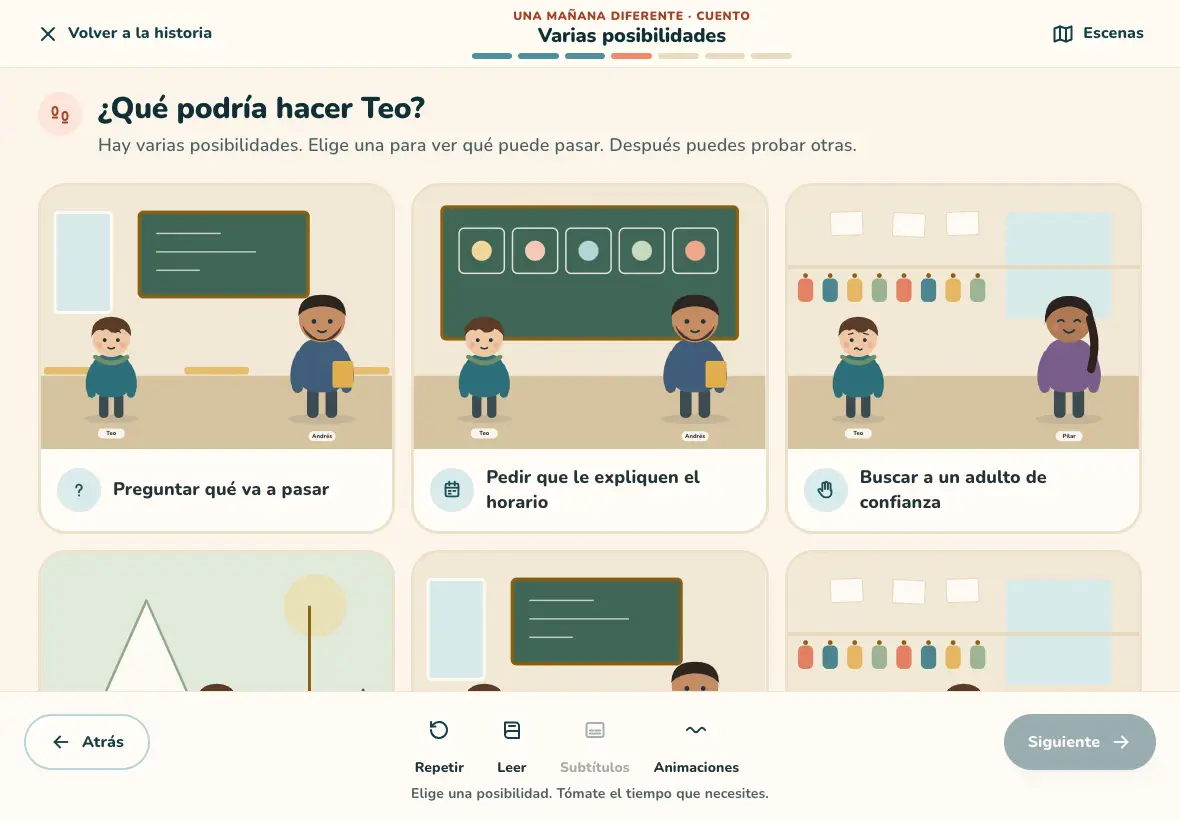 Volver a la historia
UNA MAÑANA DIFERENTE · CUENTO
Varias posibilidades
Escenas
¿Qué podría hacer Teo?
Hay varias posibilidades. Elige una para ver qué puede pasar. Después puedes probar otras.
Teo
Andrés
Teo
Andrés
Teo
Pilar
?
Preguntar qué va a pasar
Pedir que le expliquen el
horario
Buscar a un adulto de
confianza
Atrás
Repetir
Leer
Subtítulos
Animaciones
Siguiente
Elige una posibilidad. Tómate el tiempo que necesites.